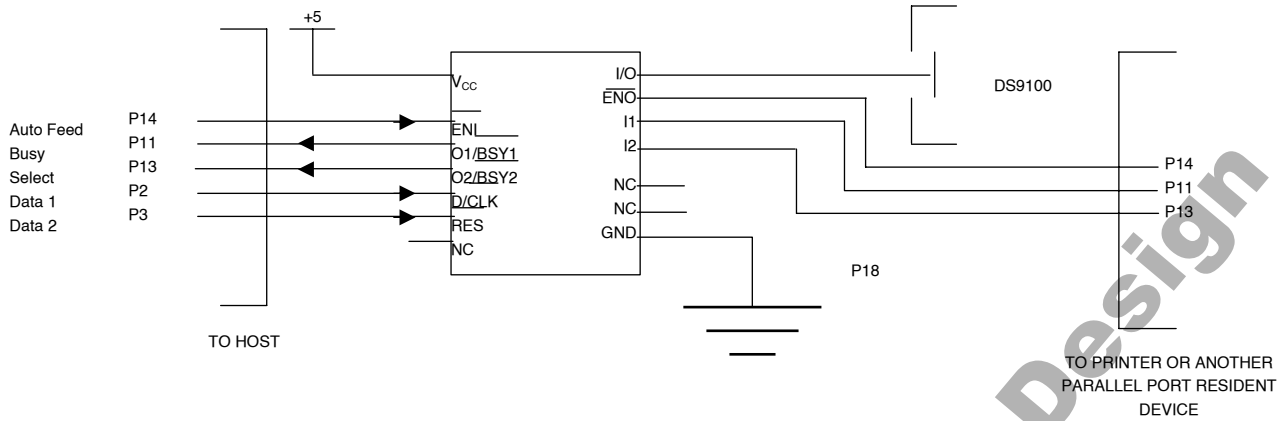 +5
V_CC
I/O
DS9100
ENO
Auto Feed P14
ENI
I1
Busy P11
O1/BSY1
I2
Select P13
O2/BSY2
P14
Data 1 P2
D/CLK
NC
P11
Data 2 P3
RES
NC
P13
NC
GND
P18
TO HOST
TO PRINTER OR ANOTHER
PARALLEL PORT RESIDENT
DEVICE
Design